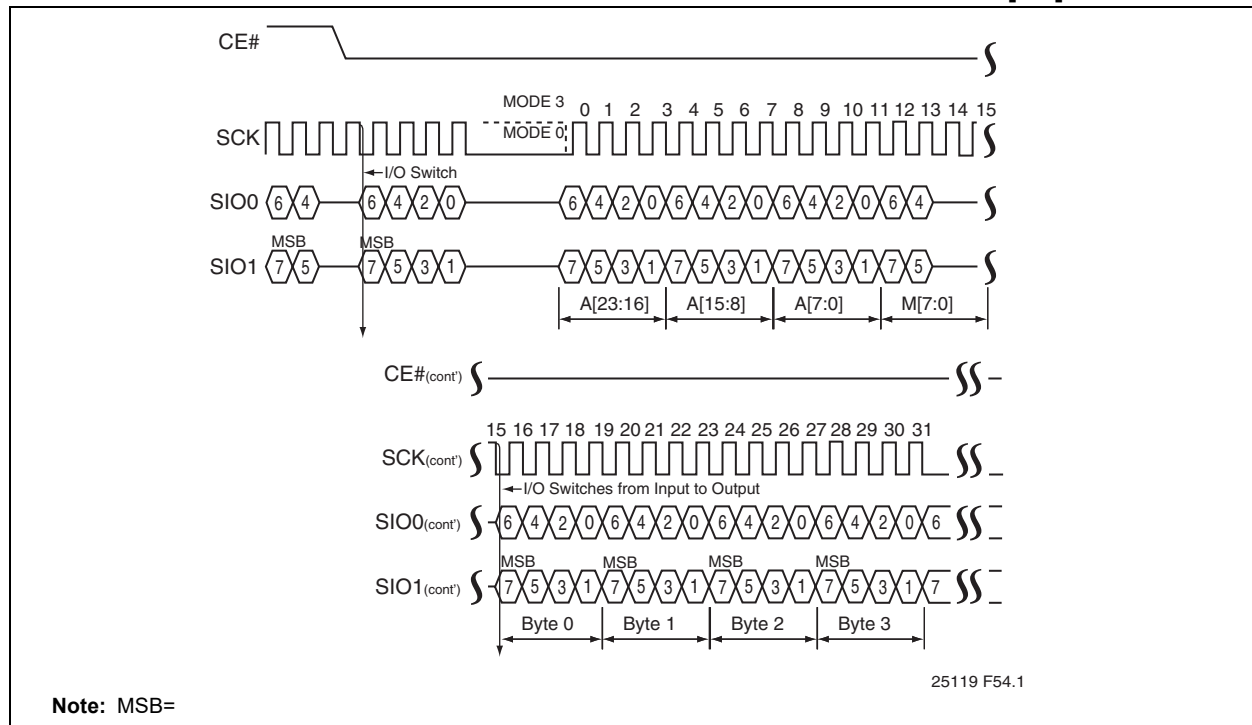 CE#
MODE 3
0 1 2 3 4 5 6 7 8 9 10 11 12 13 14 15
SCK
MODE 0
I/O Switch
SIO0 6 4 6 4 2 0 6 4 2 0 6 4 2 0 6 4 2 0 6 4
MSB MSB
SIO1 7 5 7 5 3 1 7 5 3 1 7 5 3 1 7 5 3 1 7 5
A[23:16] A[15:8] A[7:0] M[7:0]
CE#(cont')
15 16 17 18 19 20 21 22 23 24 25 26 27 28 29 30 31
SCK(cont')
I/O Switches from Input to Output
SIO0(cont') 6 4 2 0 6 4 2 0 6 4 2 0 6 4 2 0 6
MSB MSB MSB MSB
SIO1(cont') 7 5 3 1 7 5 3 1 7 5 3 1 7 5 3 1 7
Byte 0 Byte 1 Byte 2 Byte 3
25119 F54.1
Note: MSB=